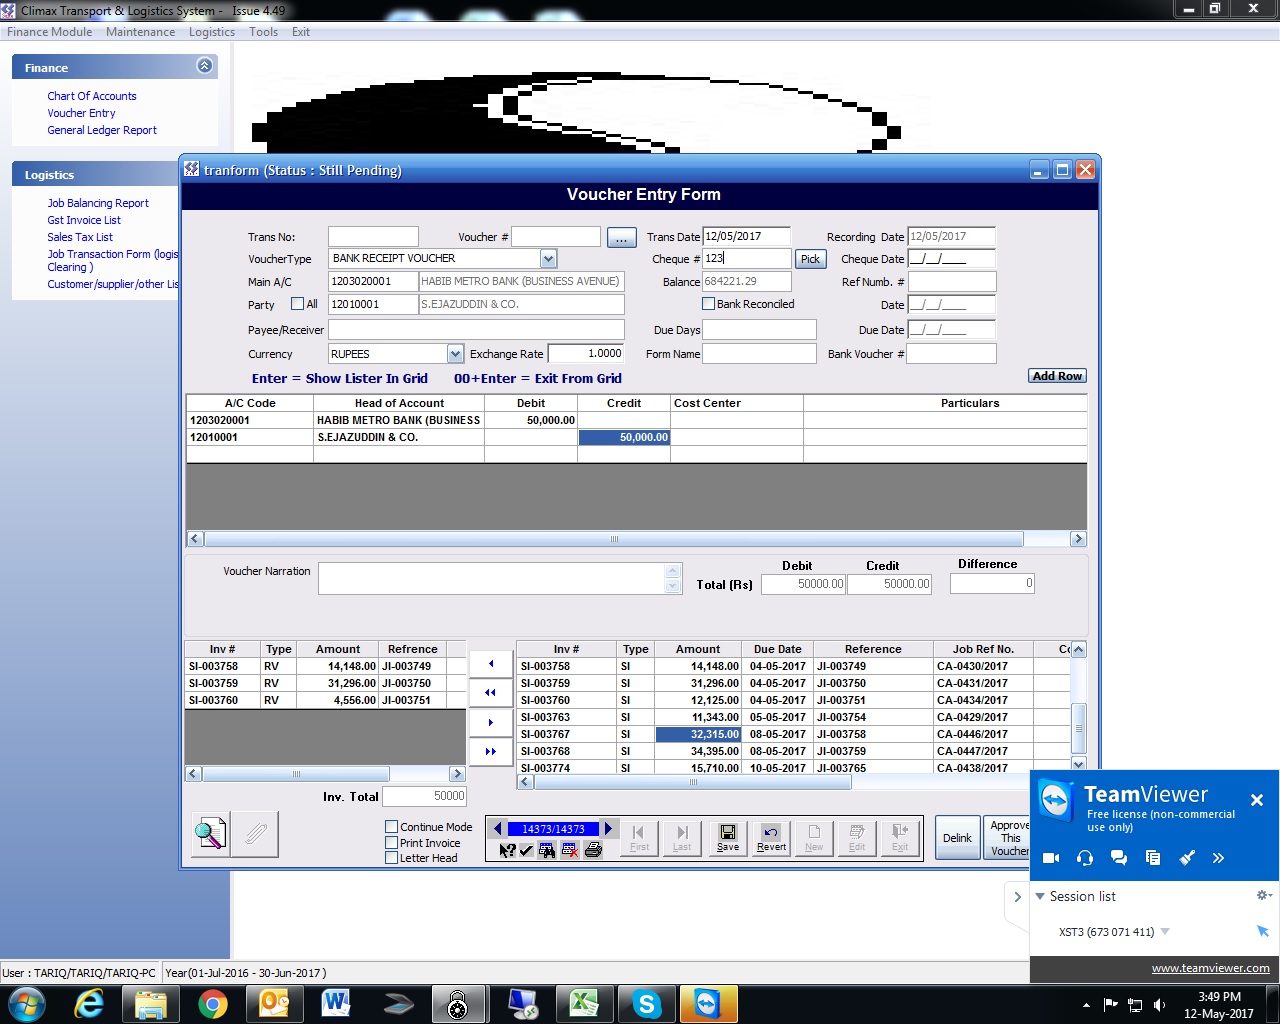 Climax Transport & Logistics System - Issue 4.49
Finance Module Maintenance Logistics Tools Exit
Finance
Chart Of Accounts
Voucher Entry
General Ledger Report
Logistics
Job Balancing Report
Gst Invoice List
Sales Tax List
Job Transaction Form (logis
Clearing )
Customer/supplier/other Lis
tranform (Status : Still Pending)
Voucher Entry Form
Trans No: Voucher # ... Trans Date 12/05/2017 Recording Date 12/05/2017
VoucherType BANK RECEIPT VOUCHER Cheque # 123 Pick Cheque Date __/__/____
Main A/C 1203020001 HABIB METRO BANK (BUSINESS AVENUE) Balance 684221.29 Ref Numb. #
Party All 12010001 S.EJAZUDDIN & CO. Bank Reconciled Date __/__/____
Payee/Receiver Due Days Due Date __/__/____
Currency RUPEES Exchange Rate 1.0000 Form Name Bank Voucher #
Enter = Show Lister In Grid 00+Enter = Exit From Grid Add Row
A/C Code Head of Account Debit Credit Cost Center Particulars
1203020001 HABIB METRO BANK (BUSINESS 50,000.00
12010001 S.EJAZUDDIN & CO. 50,000.00
Voucher Narration Total (Rs) Debit Credit Difference
50000.00 50000.00 0
Inv # Type Amount Refrence
SI-003758 RV 14,148.00 JI-003749
SI-003759 RV 31,296.00 JI-003750
SI-003760 RV 4,556.00 JI-003751
Inv. Total 50000
Inv # Type Amount Due Date Reference Job Ref No. Co
SI-003758 SI 14,148.00 04-05-2017 JI-003749 CA-0430/2017
SI-003759 SI 31,296.00 04-05-2017 JI-003750 CA-0431/2017
SI-003760 SI 12,125.00 04-05-2017 JI-003751 CA-0434/2017
SI-003763 SI 11,343.00 05-05-2017 JI-003754 CA-0429/2017
SI-003767 SI 32,315.00 08-05-2017 JI-003758 CA-0446/2017
SI-003768 SI 34,395.00 08-05-2017 JI-003759 CA-0447/2017
SI-003774 SI 15,710.00 10-05-2017 JI-003765 CA-0438/2017
Continue Mode
Print Invoice
Letter Head
14373/14373
First Last Save Revert New Edit Exit
Delink
Approve
This
Voucher
TeamViewer
Free license (non-commercial
use only)
Session list
XST3 (673 071 411)
www.teamviewer.com
User : TARIQ/TARIQ/TARIQ-PC Year(01-Jul-2016 - 30-Jun-2017 )
3:49 PM
12-May-2017